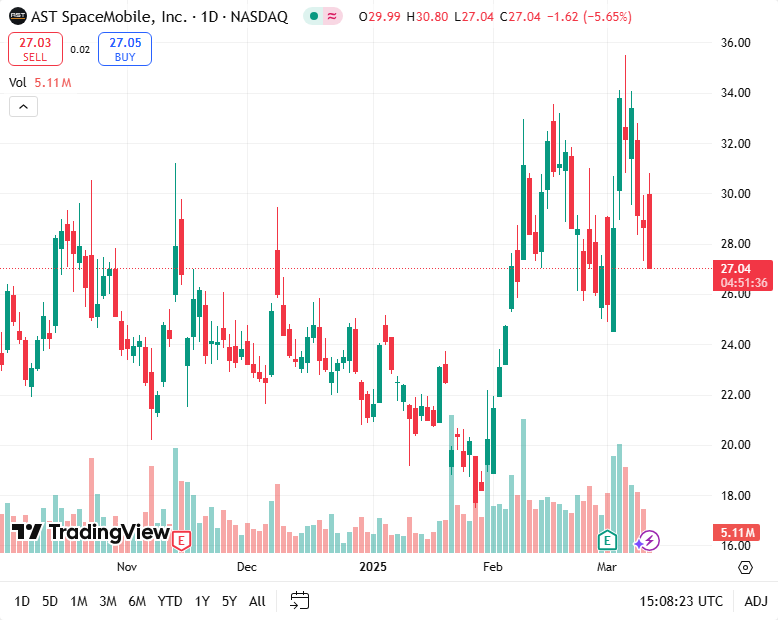 AST SpaceMobile, Inc. · 1D · NASDAQ O29.99 H30.80 L27.04 C27.04 −1.62 (−5.65%)
27.03 SELL
0.02
27.05 BUY
Vol 5.11M
36.00
34.00
32.00
30.00
28.00
27.04
04:51:36
26.00
24.00
22.00
20.00
18.00
5.11M
16.00
TradingView
E
E
Nov Dec 2025 Feb Mar
1D 5D 1M 3M 6M YTD 1Y 5Y All 15:08:23 UTC ADJ